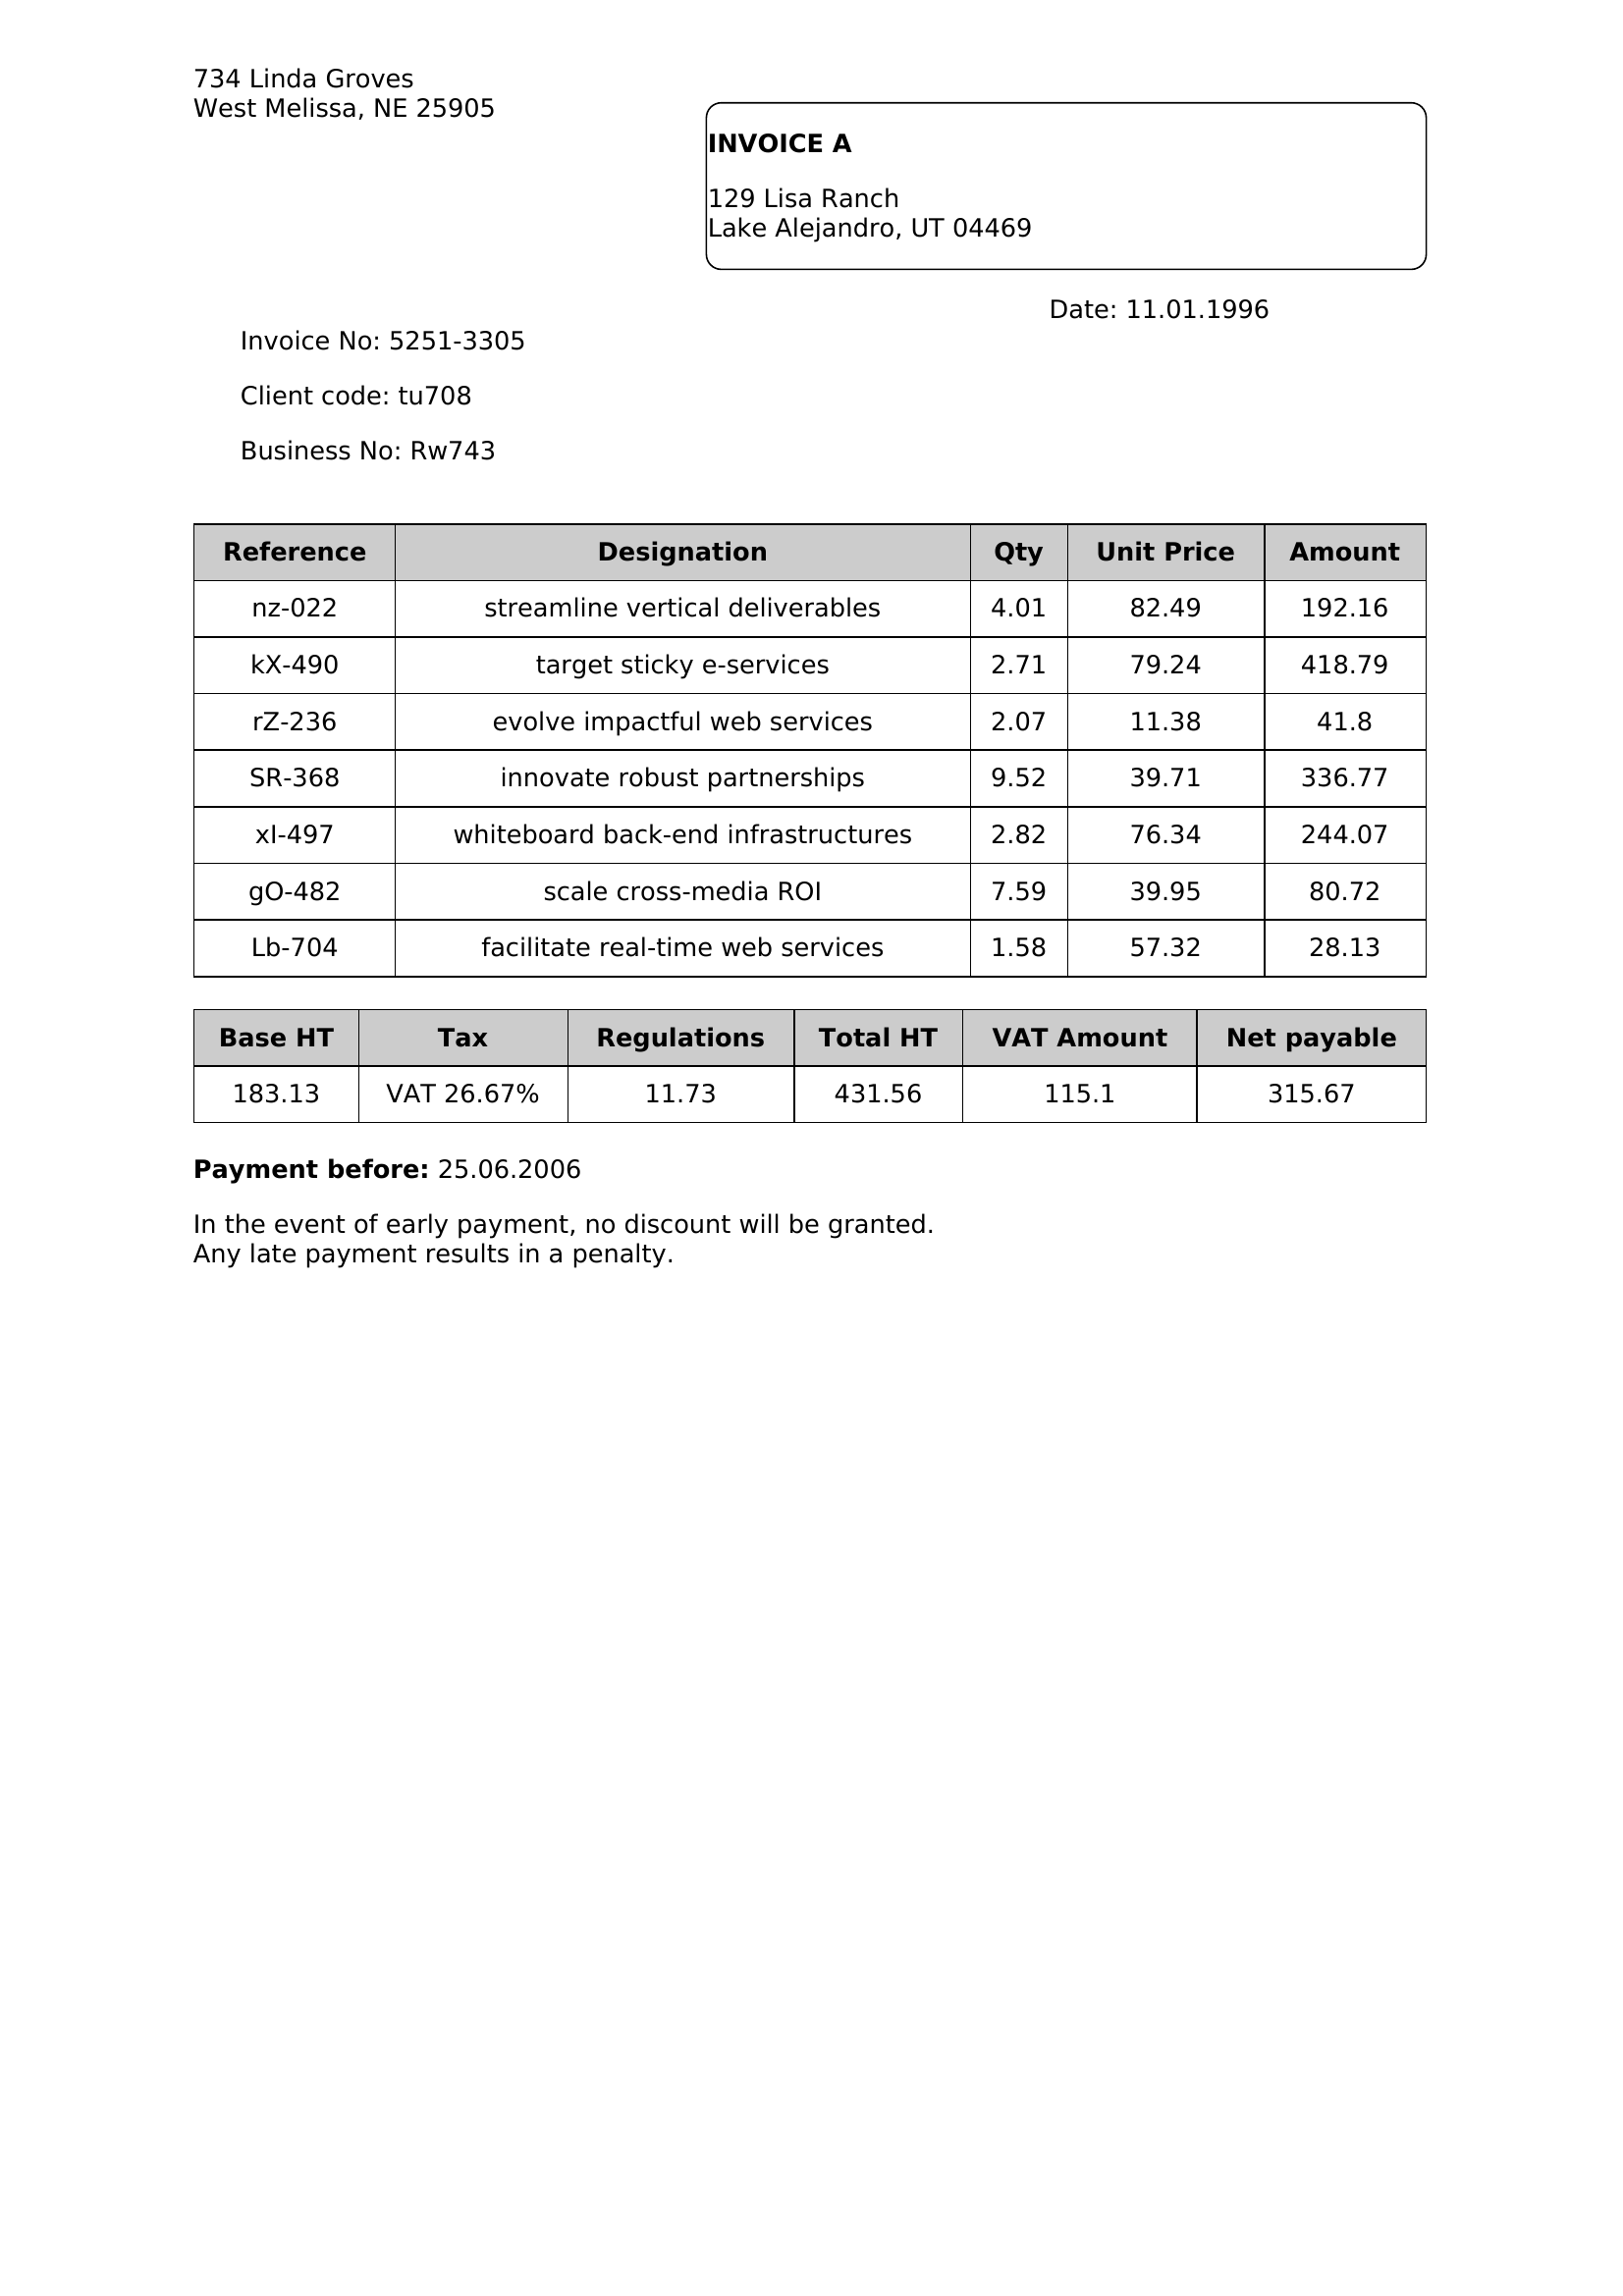 734 Linda Groves
West Melissa, NE 25905
INVOICE A
129 Lisa Ranch
Lake Alejandro, UT 04469
Date: 11.01.1996
Invoice No: 5251-3305
Client code: tu708
Business No: Rw743
Reference Designation Qty Unit Price Amount
nz-022 streamline vertical deliverables 4.01 82.49 192.16
kX-490 target sticky e-services 2.71 79.24 418.79
rZ-236 evolve impactful web services 2.07 11.38 41.8
SR-368 innovate robust partnerships 9.52 39.71 336.77
xI-497 whiteboard back-end infrastructures 2.82 76.34 244.07
gO-482 scale cross-media ROI 7.59 39.95 80.72
Lb-704 facilitate real-time web services 1.58 57.32 28.13
Base HT Tax Regulations Total HT VAT Amount Net payable
183.13 VAT 26.67% 11.73 431.56 115.1 315.67
Payment before: 25.06.2006
In the event of early payment, no discount will be granted.
Any late payment results in a penalty.